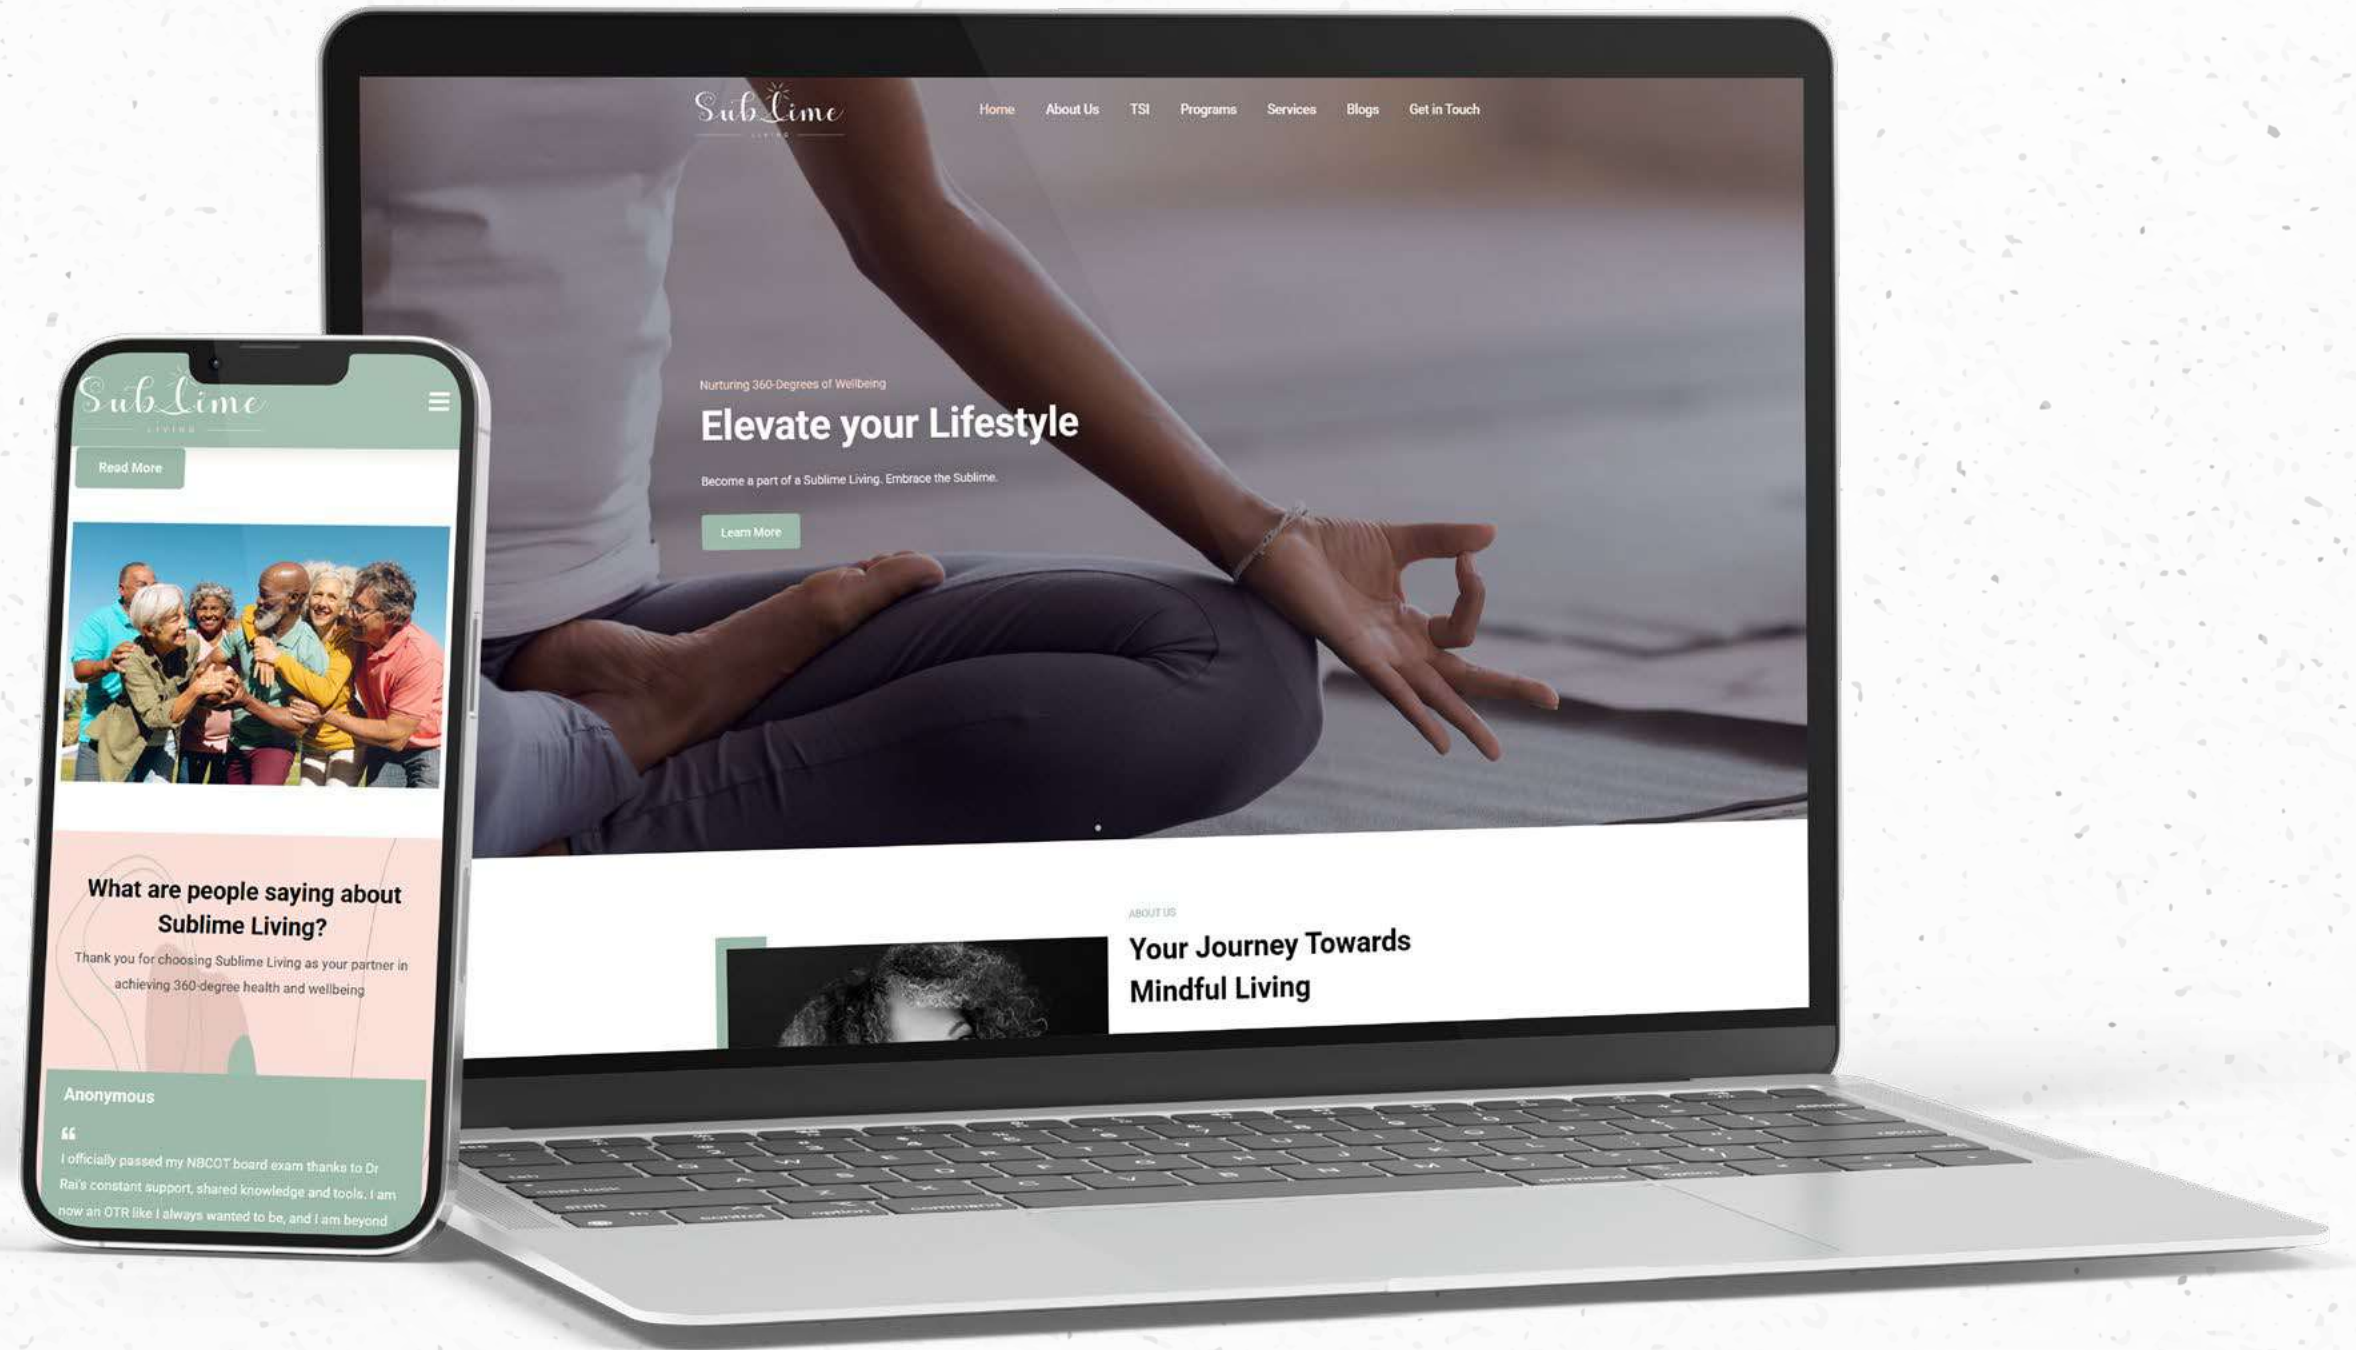 Sublime
LIVING
Home About Us TSI Programs Services Blogs Get in Touch
Nurturing 360-Degrees of Wellbeing
Elevate your Lifestyle
Become a part of a Sublime Living. Embrace the Sublime.
Learn More
ABOUT US
Your Journey Towards
Mindful Living
Sublime
LIVING
Read More
What are people saying about
Sublime Living?
Thank you for choosing Sublime Living as your partner in
achieving 360-degree health and wellbeing
Anonymous
“
I officially passed my NBCOT board exam thanks to Dr
Rai's constant support, shared knowledge and tools. I am
now an OTR like I always wanted to be, and I am beyond